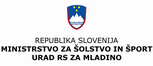 REPUBLIKA SLOVENIJA
MINISTRSTVO ZA ŠOLSTVO IN ŠPORT
URAD RS ZA MLADINO